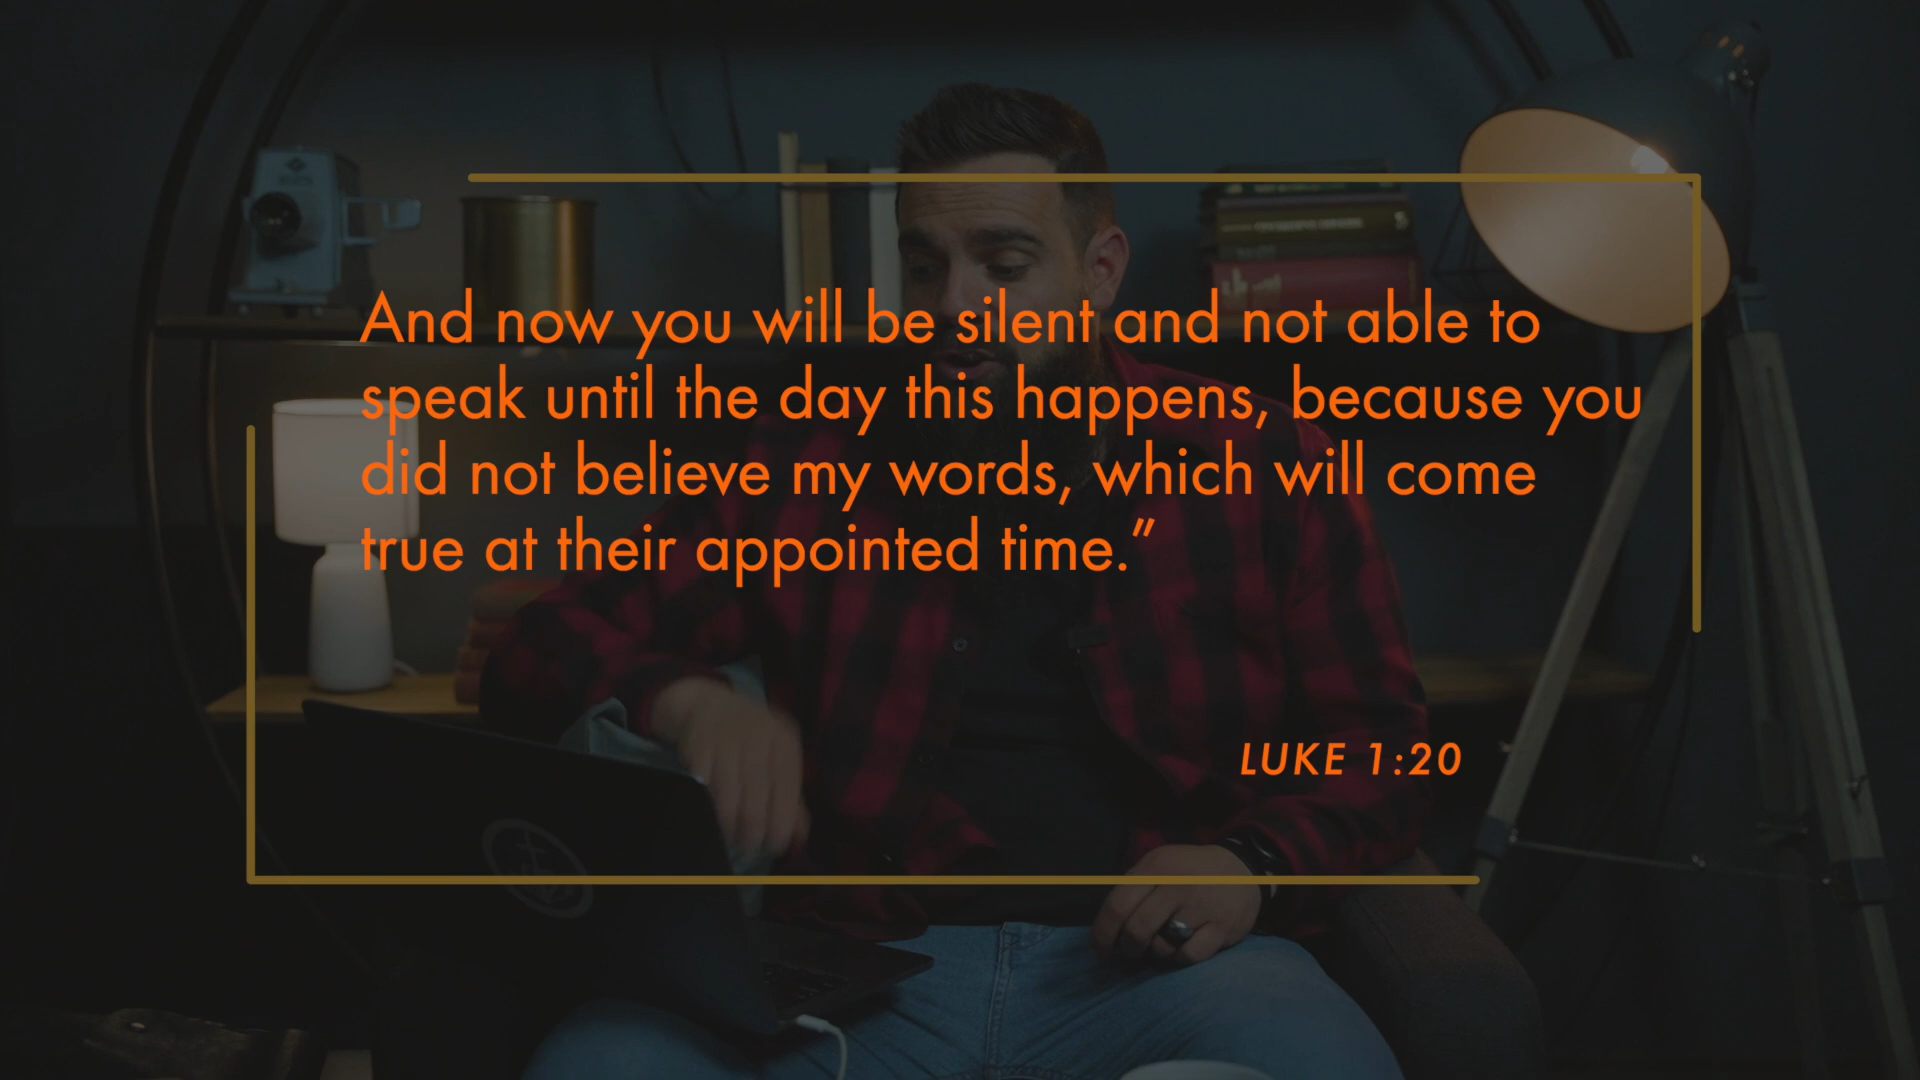 And now you will be silent and not able to
speak until the day this happens, because you
did not believe my words, which will come
true at their appointed time.”
LUKE 1:20